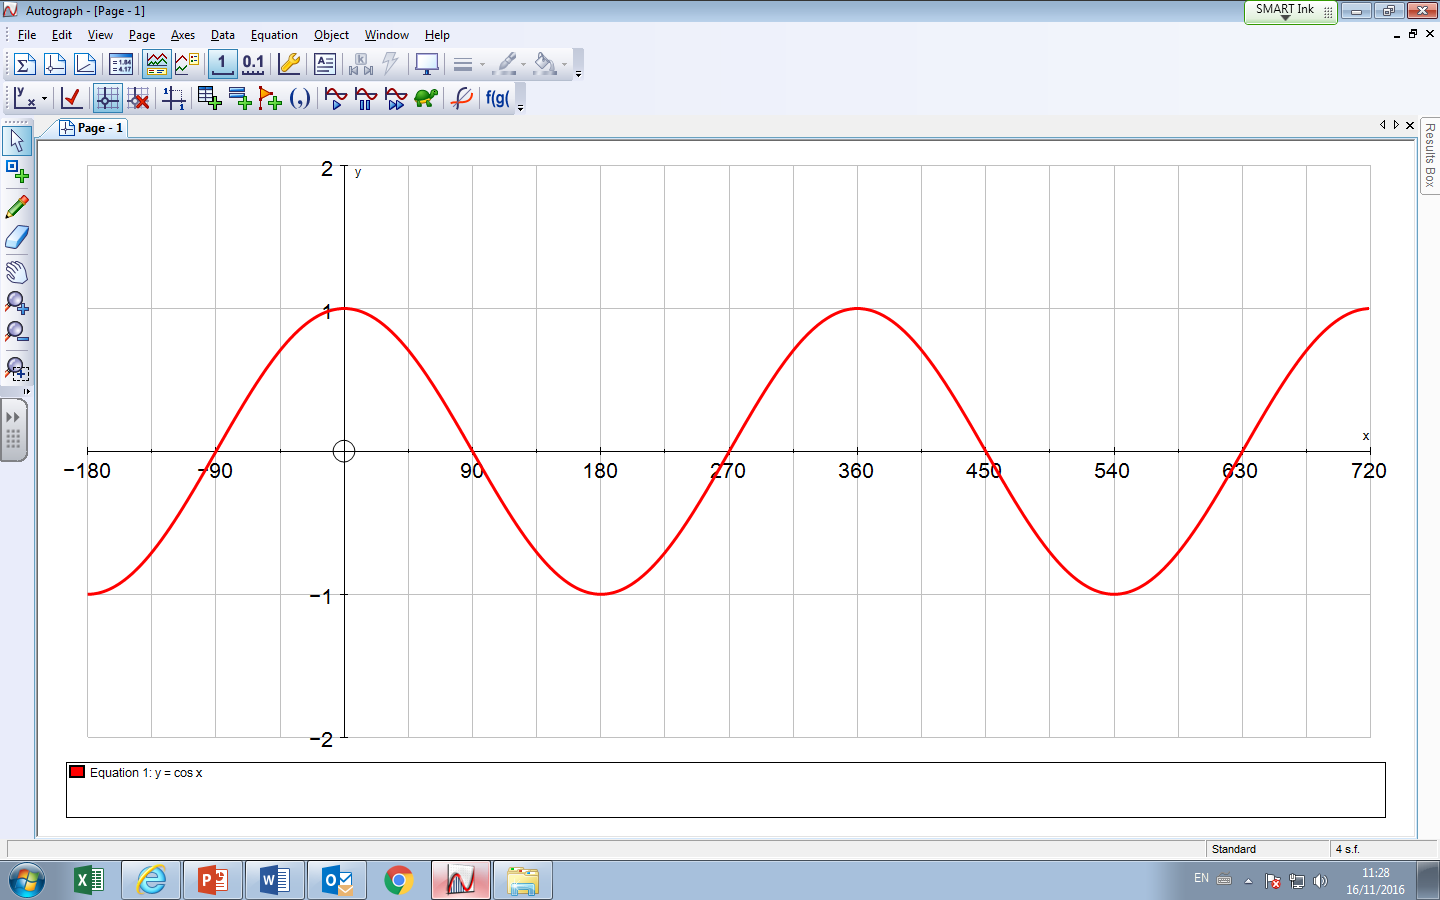 Autograph - [Page - 1]
SMART Ink
File Edit View Page Axes Data Equation Object Window Help
1 0.1 A
y x f(g(
Page - 1
Results Box
2 y
1
x
−180 −90 90 180 270 360 450 540 630 720
−1
−2
Equation 1: y = cos x
Standard 4 s.f.
EN 11:28
16/11/2016